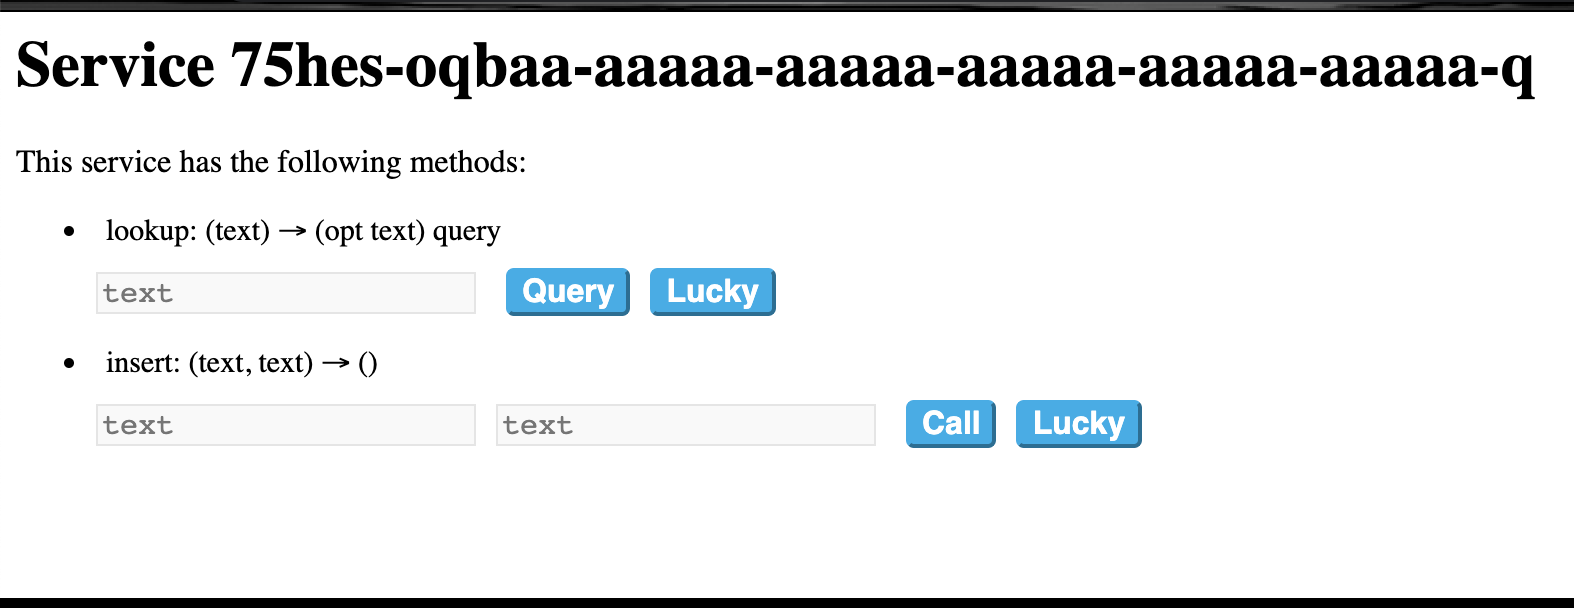 Service 75hes-oqbaa-aaaaa-aaaaa-aaaaa-aaaaa-aaaaa-q
This service has the following methods:
• lookup: (text) → (opt text) query
text Query Lucky
• insert: (text, text) → ()
text text Call Lucky